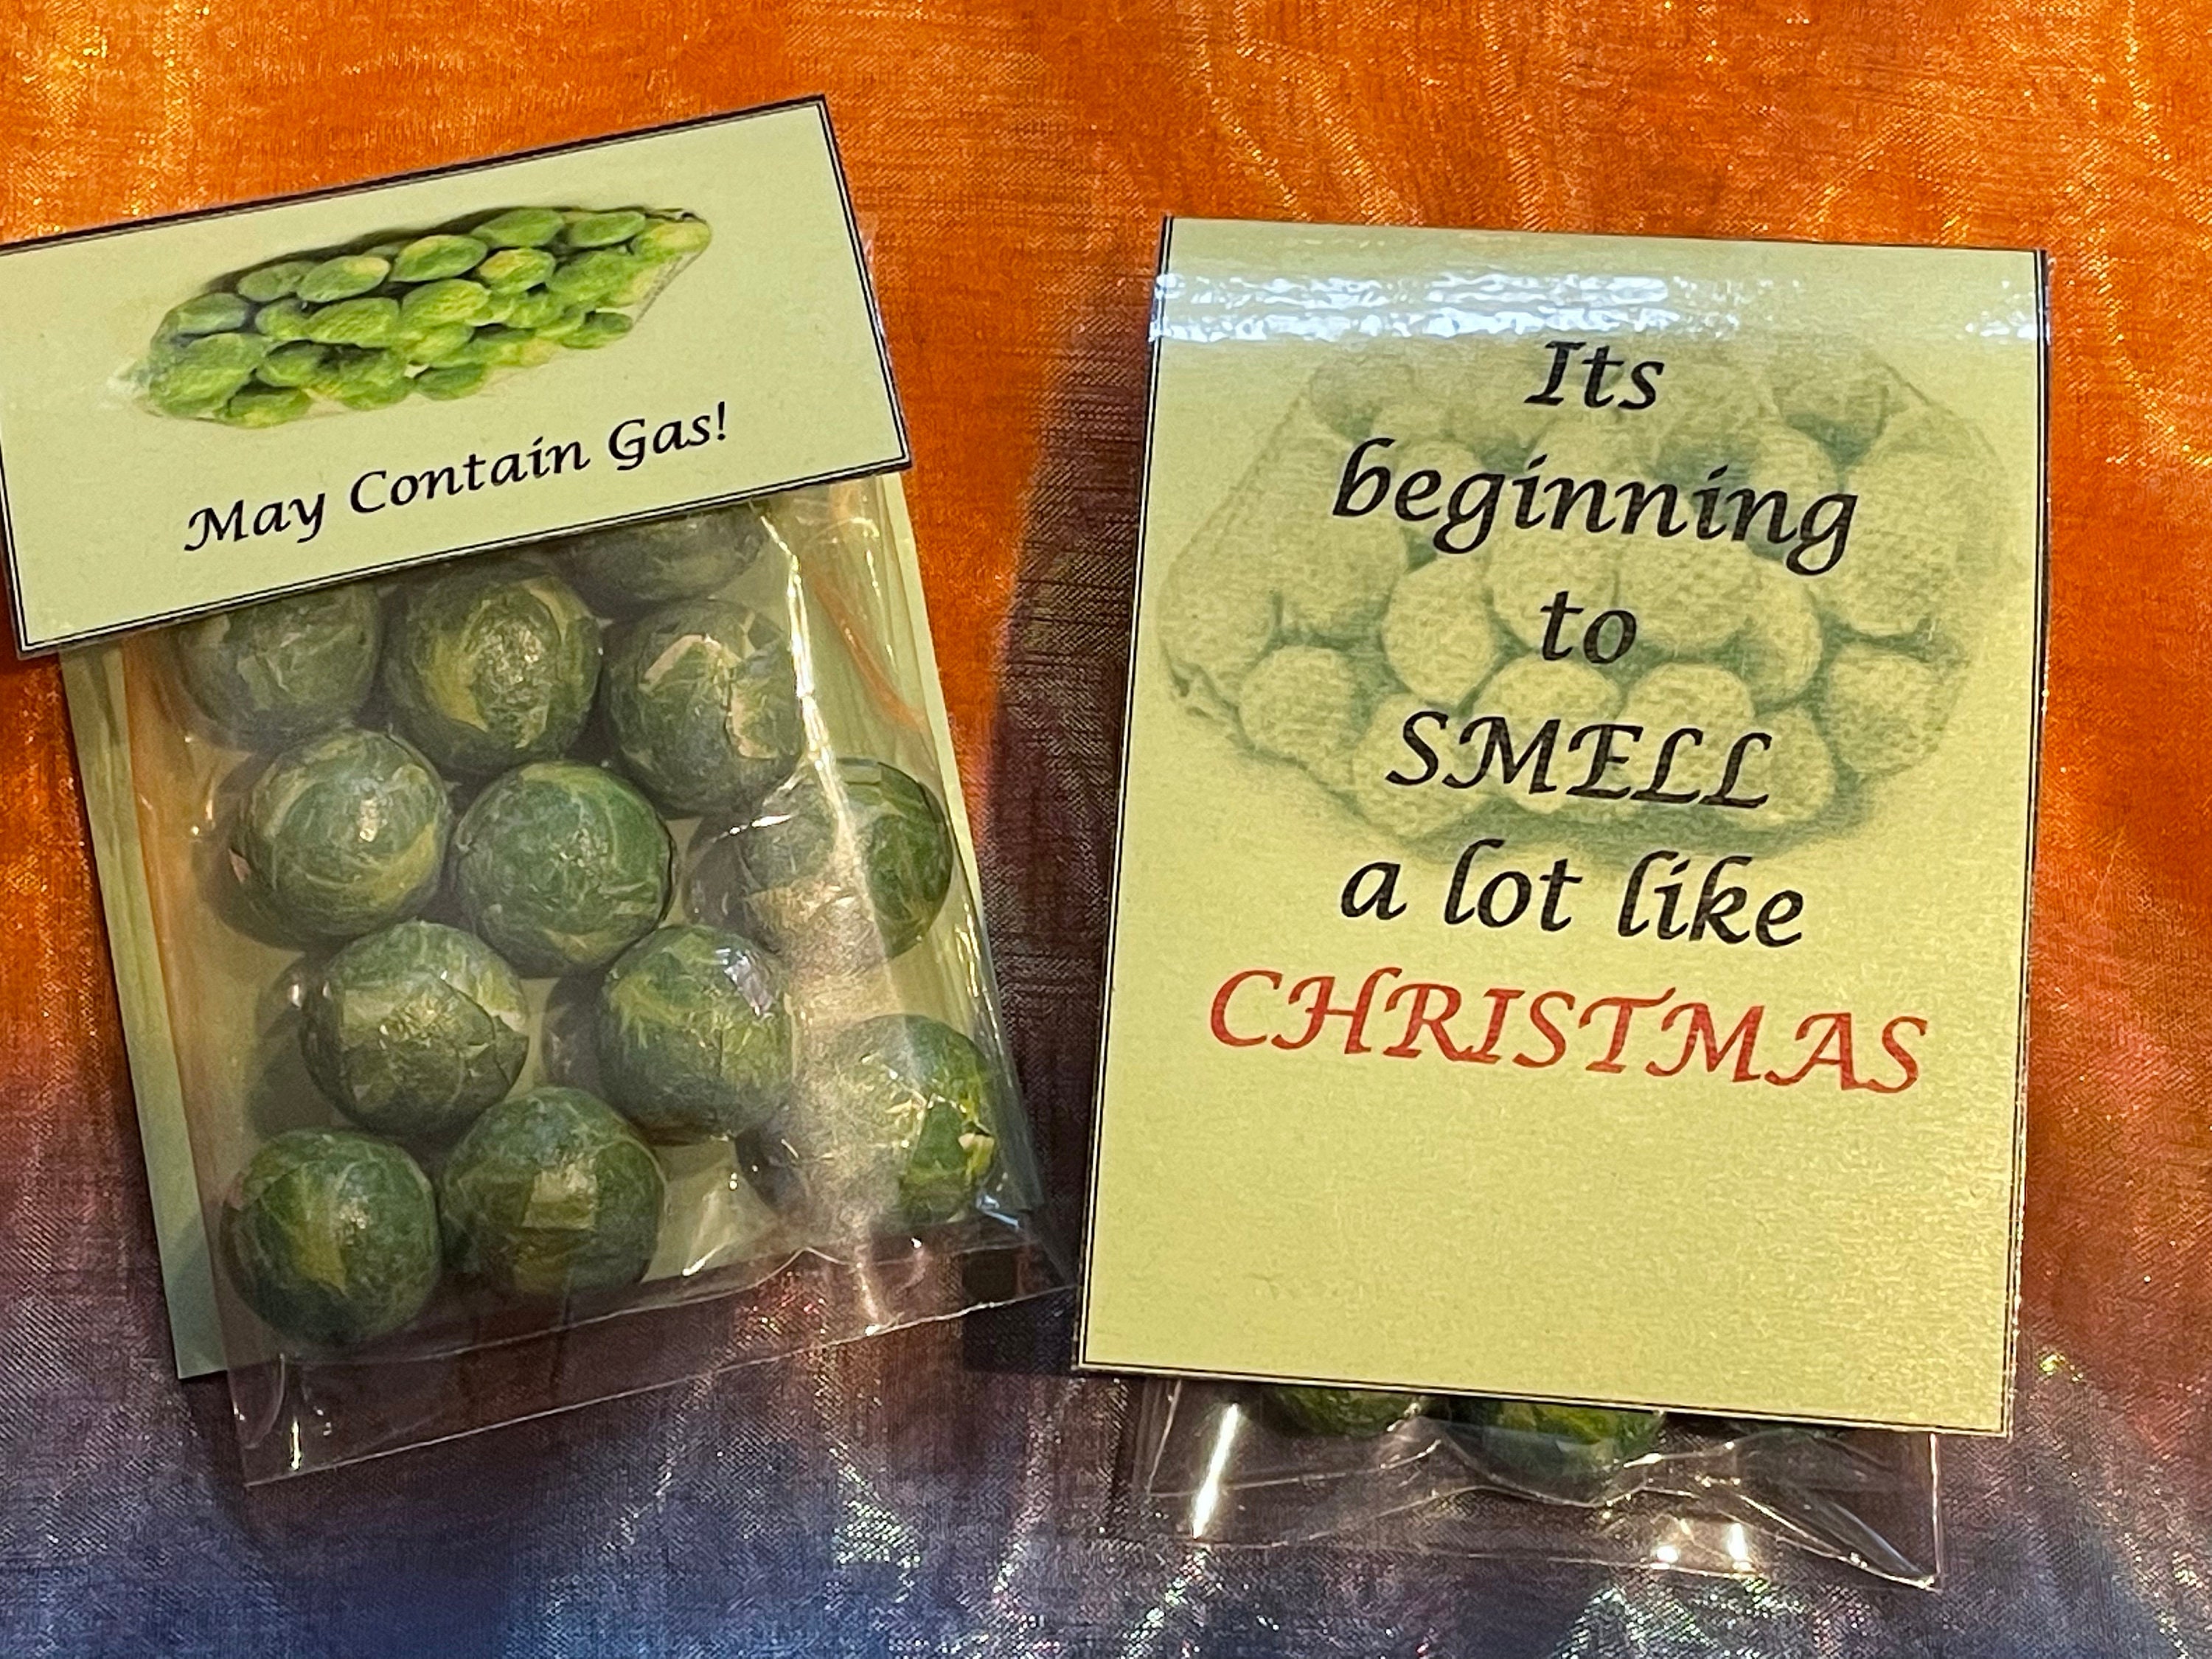 May Contain Gas!
Its
beginning
to
SMELL
a lot like
CHRISTMAS